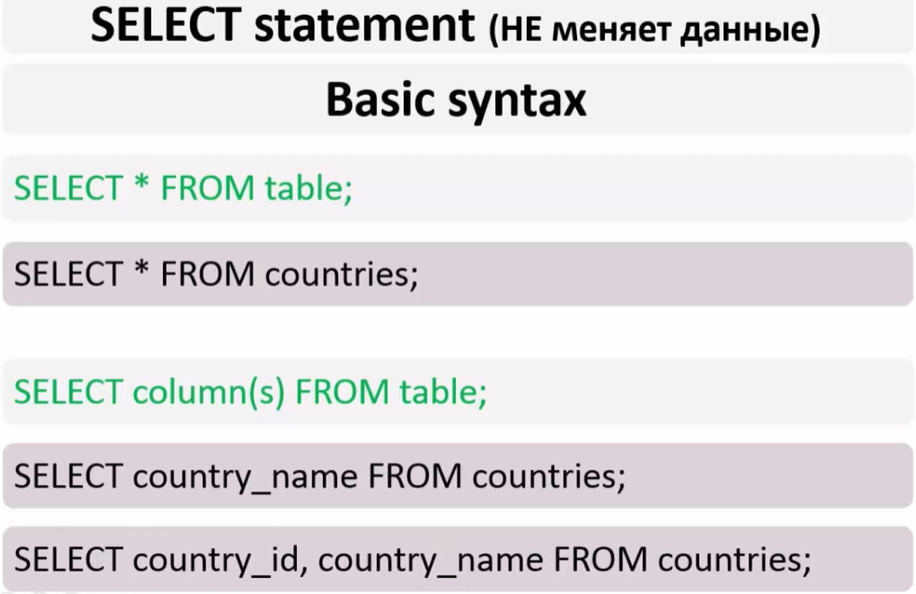 SELECT statement (НЕ меняет данные)
Basic syntax
SELECT * FROM table;
SELECT * FROM countries;
SELECT column(s) FROM table;
SELECT country_name FROM countries;
SELECT country_id, country_name FROM countries;